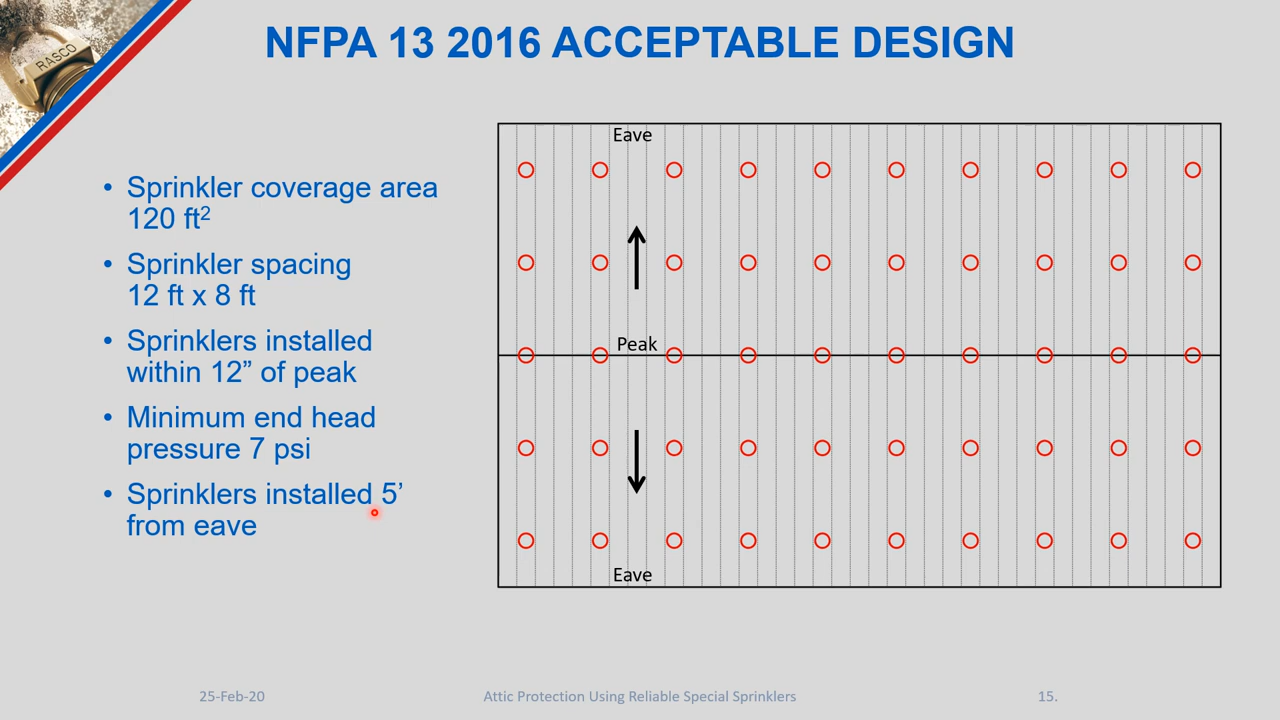 RASCO
NFPA 13 2016 ACCEPTABLE DESIGN
• Sprinkler coverage area
120 ft²
• Sprinkler spacing
12 ft x 8 ft
• Sprinklers installed
within 12” of peak
• Minimum end head
pressure 7 psi
• Sprinklers installed 5’
from eave
Eave
Peak
Eave
25-Feb-20
Attic Protection Using Reliable Special Sprinklers
15.